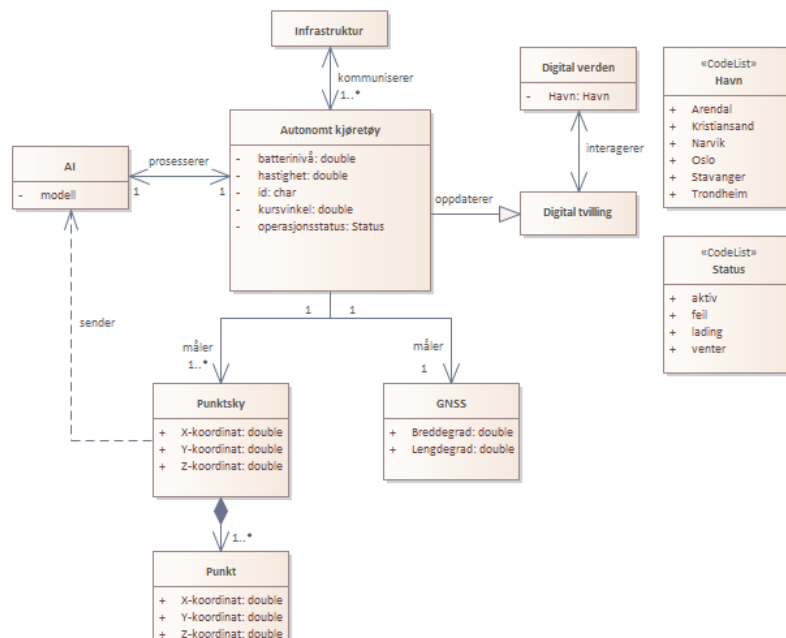 Infrastruktur
kommuniserer
1..*
Digital verden
- Havn: Havn
«CodeList»
Havn
+ Arendal
+ Kristiansand
+ Narvik
+ Oslo
+ Stavanger
+ Trondheim
Autonomt kjøretøy
- batterinivå: double
- hastighet: double
- id: char
- kursvinkel: double
- operasjonsstatus: Status
AI
- modell
prosesserer
1
1
interagerer
oppdaterer
Digital tvilling
«CodeList»
Status
+ aktiv
+ feil
+ lading
+ venter
sender
1
1
måler
1..*
måler
1
Punktsky
+ X-koordinat: double
+ Y-koordinat: double
+ Z-koordinat: double
GNSS
+ Breddegrad: double
+ Lengdegrad: double
1..*
Punkt
+ X-koordinat: double
+ Y-koordinat: double
+ Z-koordinat: double